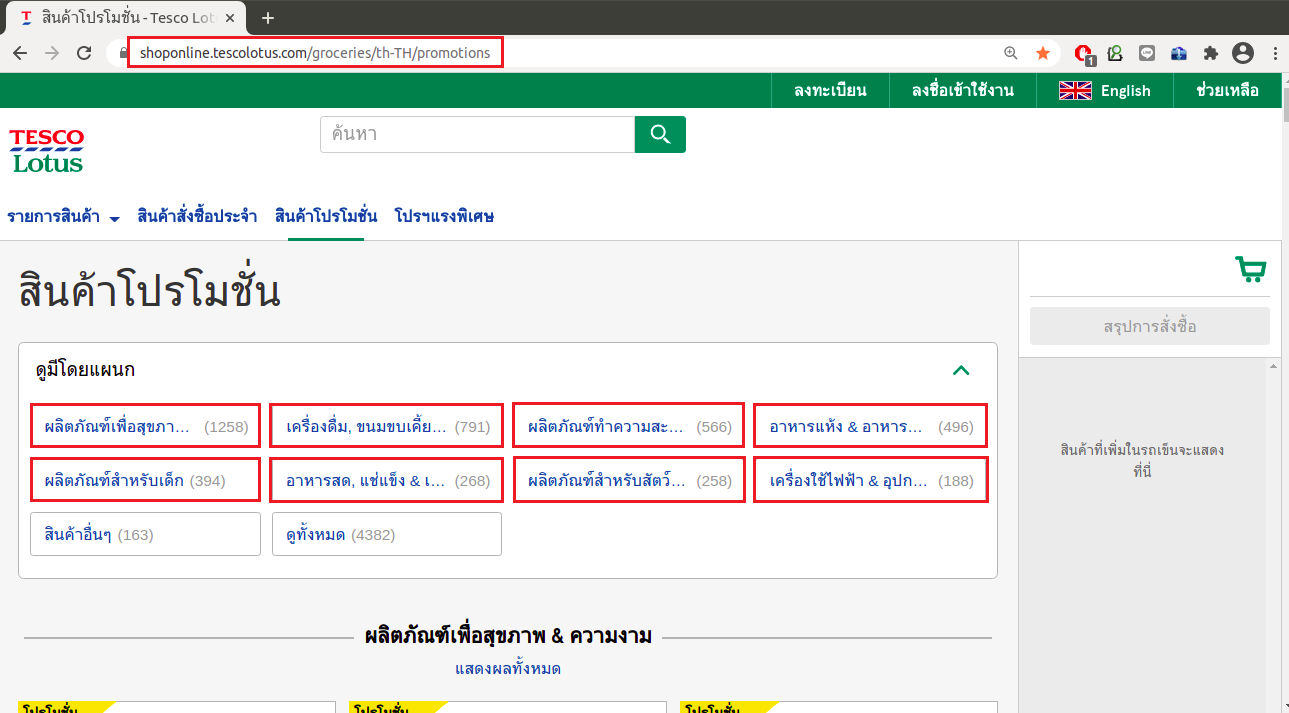 สินค้าโปรโมชั่น - Tesco Lot
shoponline.tescolotus.com/groceries/th-TH/promotions
1
ลงทะเบียน ลงชื่อเข้าใช้งาน English ช่วยเหลือ
TESCO
Lotus
ค้นหา
รายการสินค้า สินค้าสั่งซื้อประจำ สินค้าโปรโมชั่น โปรฯแรงพิเศษ
สินค้าโปรโมชั่น
สรุปการสั่งซื้อ
ดูมีโดยแผนก
ผลิตภัณฑ์เพื่อสุขภา... (1258) เครื่องดื่ม, ขนมขบเคี้ย... (791) ผลิตภัณฑ์ทำความสะ... (566) อาหารแห้ง & อาหาร... (496)
สินค้าที่เพิ่มในรถเข็นจะแสดง
ที่นี่
ผลิตภัณฑ์สำหรับเด็ก (394) อาหารสด, แช่แข็ง & เ... (268) ผลิตภัณฑ์สำหรับสัตว์... (258) เครื่องใช้ไฟฟ้า & อุปก... (188)
สินค้าอื่นๆ (163) ดูทั้งหมด (4382)
ผลิตภัณฑ์เพื่อสุขภาพ & ความงาม
แสดงผลทั้งหมด
โปรโมชั่น โปรโมชั่น โปรโมชั่น